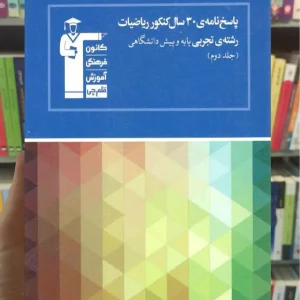 پاسخ‌نامه‌ی ۳۰ سال کنکور ریاضیات
رشته‌ی تجربی پایه و پیش دانشگاهی
(جلد دوم)
کانون
فرهنگی
آموزش
قلم‌چی